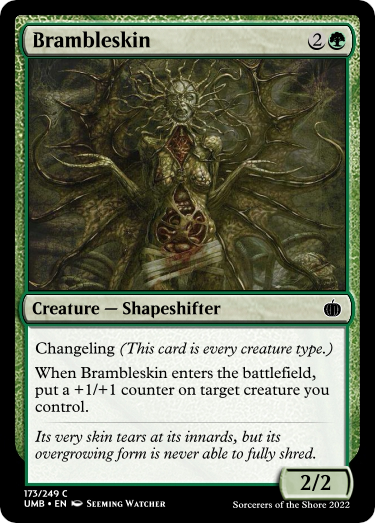 Brambleskin 2
Creature — Shapeshifter
Changeling (This card is every creature type.)
When Brambleskin enters the battlefield,
put a +1/+1 counter on target creature you
control.
Its very skin tears at its innards, but its
overgrowing form is never able to fully shred.
2/2
173/249 C
UMB • EN Seeming Watcher
Sorcerers of the Shore 2022